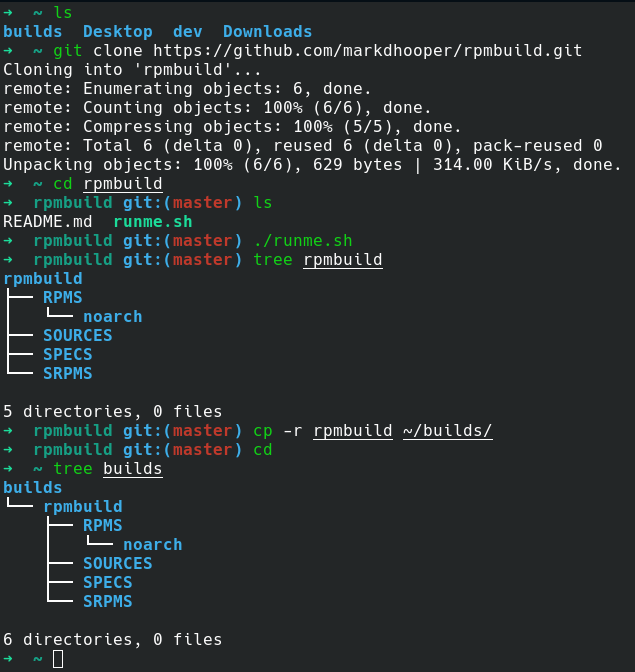 ➜  ~ ls
builds  Desktop  dev  Downloads
➜  ~ git clone https://github.com/markdhooper/rpmbuild.git
Cloning into 'rpmbuild'...
remote: Enumerating objects: 6, done.
remote: Counting objects: 100% (6/6), done.
remote: Compressing objects: 100% (5/5), done.
remote: Total 6 (delta 0), reused 6 (delta 0), pack-reused 0
Unpacking objects: 100% (6/6), 629 bytes | 314.00 KiB/s, done.
➜  ~ cd rpmbuild
➜  rpmbuild git:(master) ls
README.md  runme.sh
➜  rpmbuild git:(master) ./runme.sh
➜  rpmbuild git:(master) tree rpmbuild
rpmbuild
├── RPMS
│   └── noarch
├── SOURCES
├── SPECS
└── SRPMS

5 directories, 0 files
➜  rpmbuild git:(master) cp -r rpmbuild ~/builds/
➜  rpmbuild git:(master) cd
➜  ~ tree builds
builds
└── rpmbuild
    ├── RPMS
    │   └── noarch
    ├── SOURCES
    ├── SPECS
    └── SRPMS

6 directories, 0 files
➜  ~